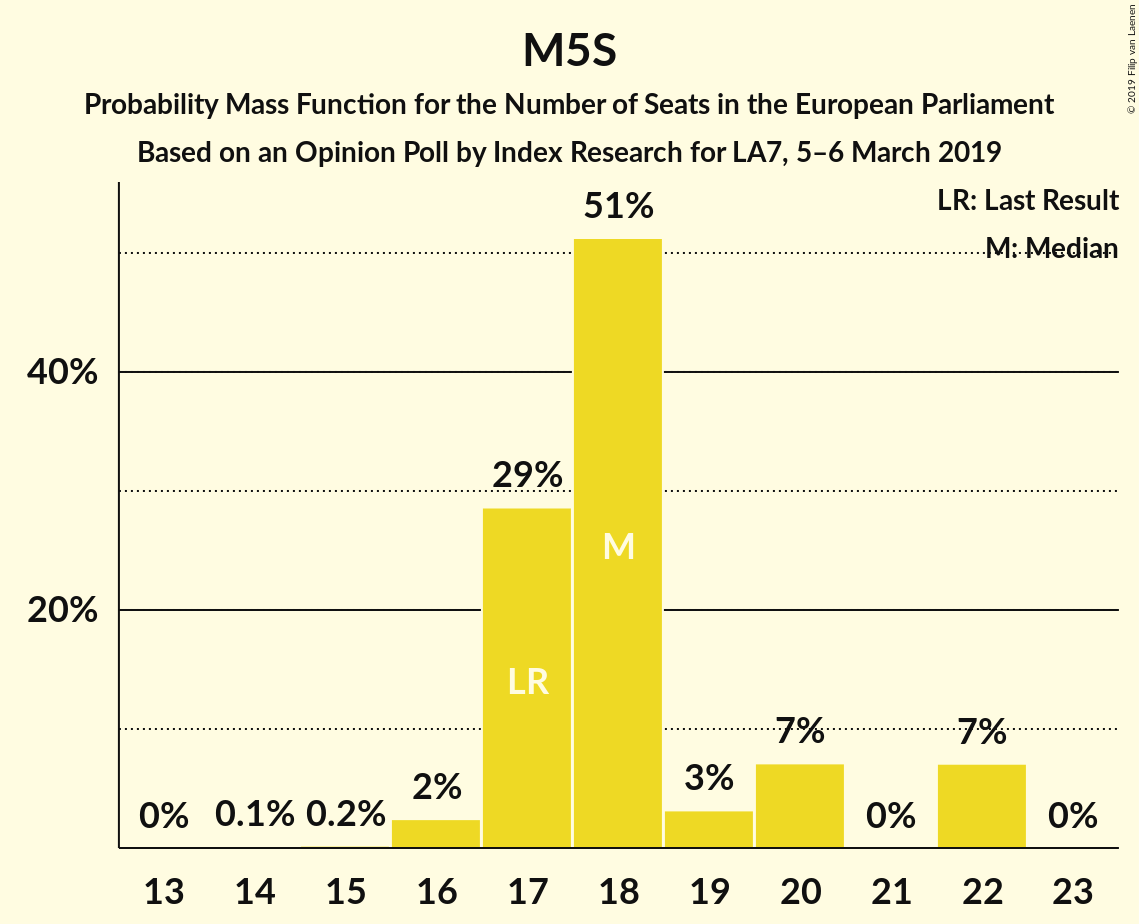 M5S
Probability Mass Function for the Number of Seats in the European Parliament
Based on an Opinion Poll by Index Research for LA7, 5–6 March 2019
© 2019 Filip van Laenen
LR: Last Result
M: Median
40%
20%
0%
0.1%
0.2%
2%
29%
51%
3%
7%
0%
7%
0%
LR
M
13 14 15 16 17 18 19 20 21 22 23